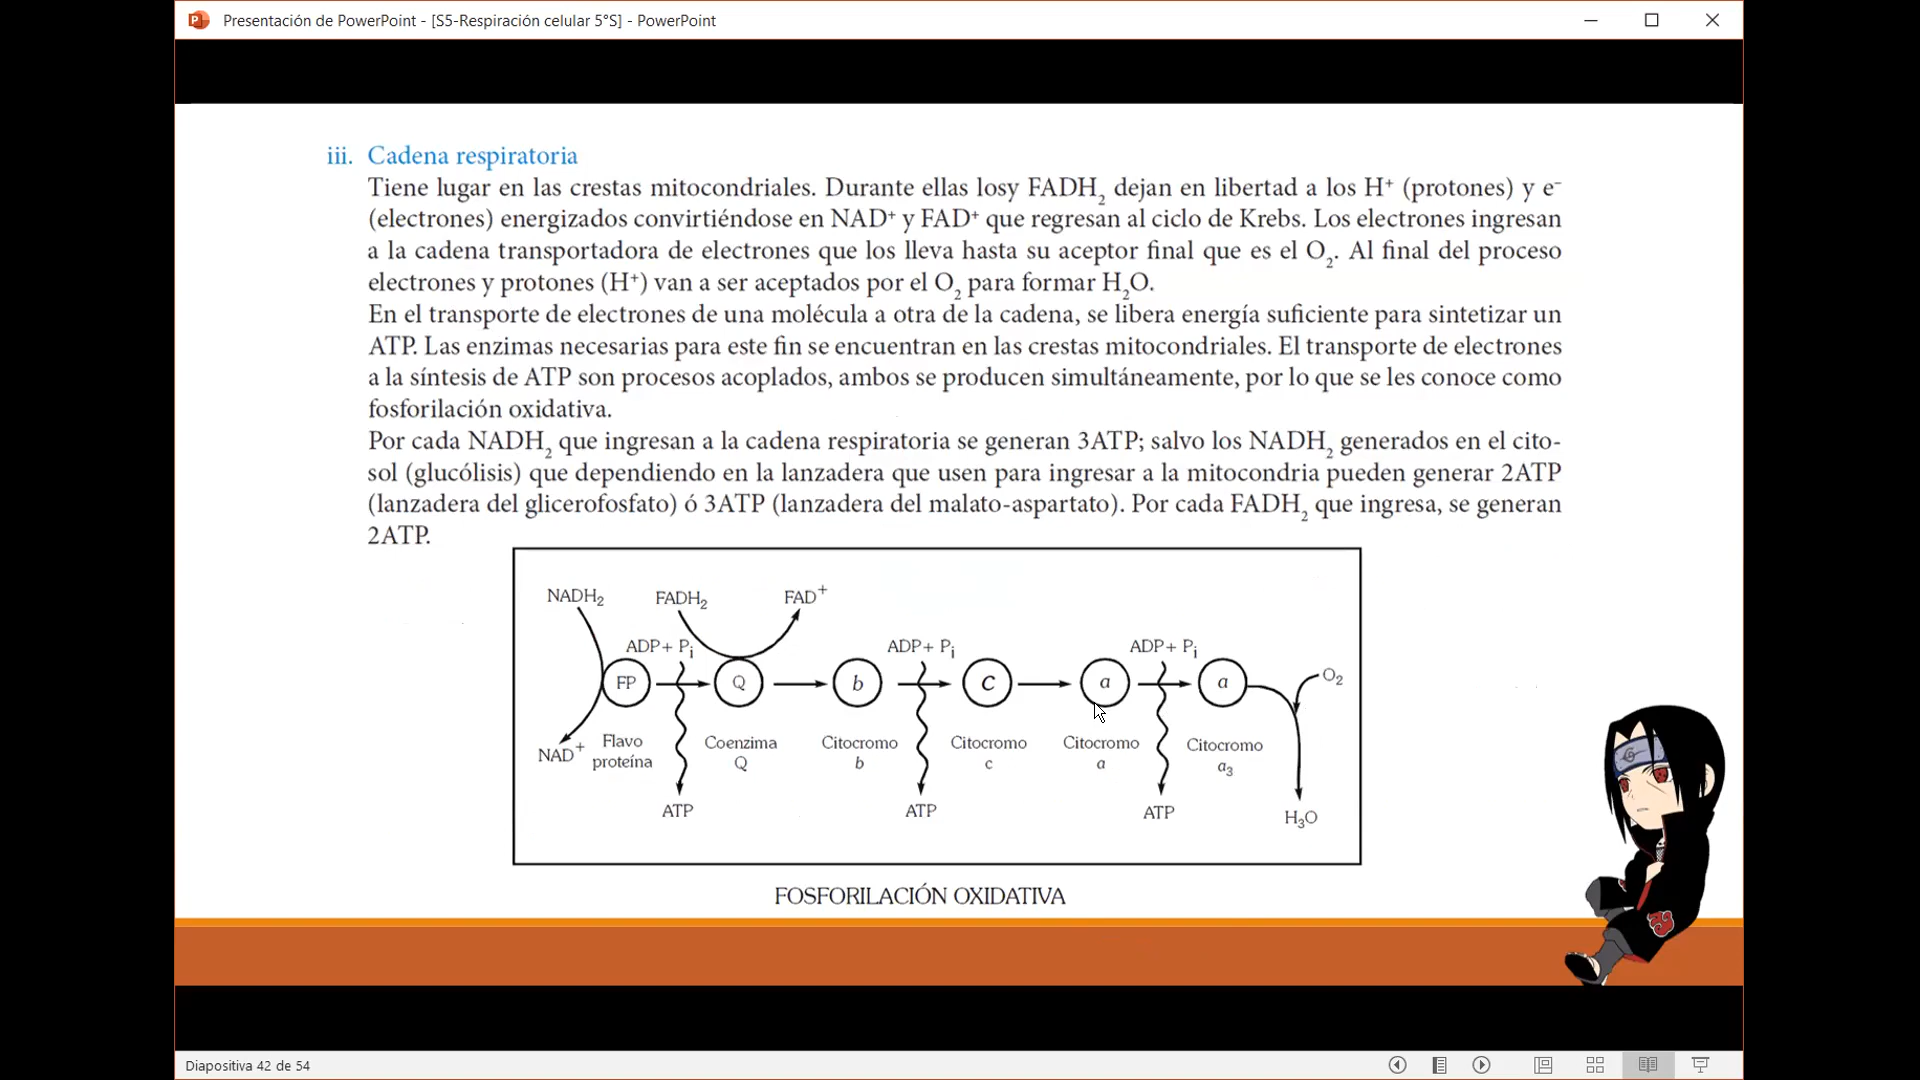 Presentación de PowerPoint - [S5-Respiración celular 5°S] - PowerPoint
iii. Cadena respiratoria
Tiene lugar en las crestas mitocondriales. Durante ellas losy FADH₂ dejan en libertad a los H⁺ (protones) y e⁻
(electrones) energizados convirtiéndose en NAD⁺ y FAD⁺ que regresan al ciclo de Krebs. Los electrones ingresan
a la cadena transportadora de electrones que los lleva hasta su aceptor final que es el O₂. Al final del proceso
electrones y protones (H⁺) van a ser aceptados por el O₂ para formar H₂O.
En el transporte de electrones de una molécula a otra de la cadena, se libera energía suficiente para sintetizar un
ATP. Las enzimas necesarias para este fin se encuentran en las crestas mitocondriales. El transporte de electrones
a la síntesis de ATP son procesos acoplados, ambos se producen simultáneamente, por lo que se les conoce como
fosforilación oxidativa.
Por cada NADH₂ que ingresan a la cadena respiratoria se generan 3ATP; salvo los NADH₂ generados en el cito-
sol (glucólisis) que dependiendo en la lanzadera que usen para ingresar a la mitocondria pueden generar 2ATP
(lanzadera del glicerofosfato) ó 3ATP (lanzadera del malato-aspartato). Por cada FADH₂ que ingresa, se generan
2ATP.
NADH₂ FADH₂ FAD⁺
ADP+ Pi ADP+ Pi ADP+ Pi
FP Q b c a a O₂
NAD⁺ Flavo proteína Coenzima Q Citocromo b Citocromo c Citocromo a Citocromo a₃
ATP ATP ATP H₃O
FOSFORILACIÓN OXIDATIVA
Diapositiva 42 de 54